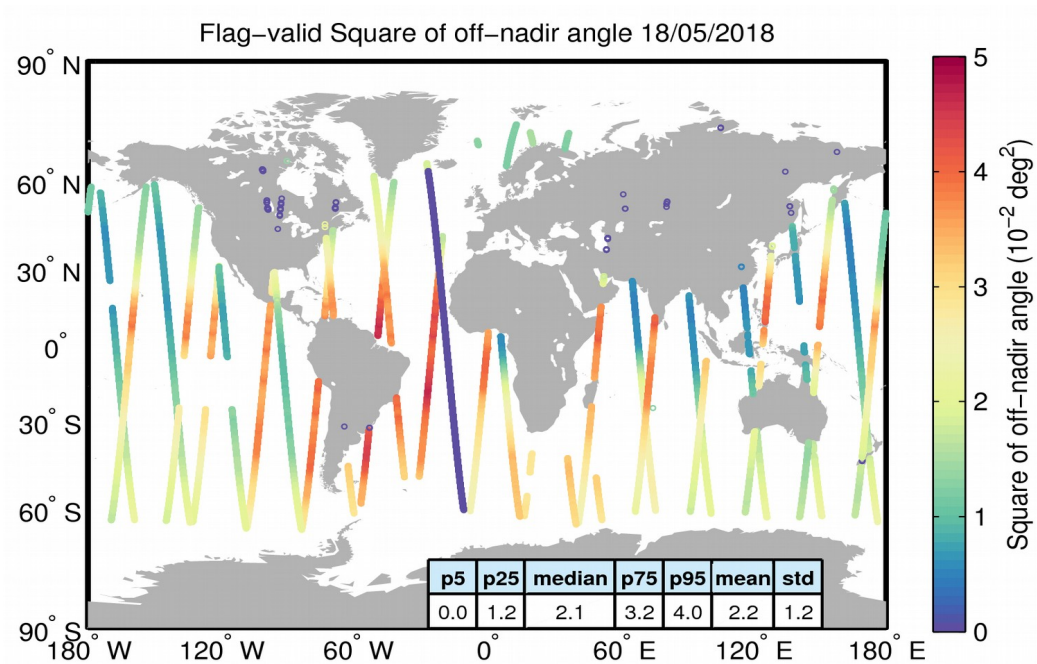 Flag−valid Square of off−nadir angle 18/05/2018
90° N
60° N
30° N
0°
30° S
60° S
90° S
180° W
120° W
60° W
0°
60° E
120° E
180° E
p5 p25 median p75 p95 mean std
0.0 1.2 2.1 3.2 4.0 2.2 1.2
5
4
3
2
1
0
Square of off−nadir angle (10⁻² deg²)